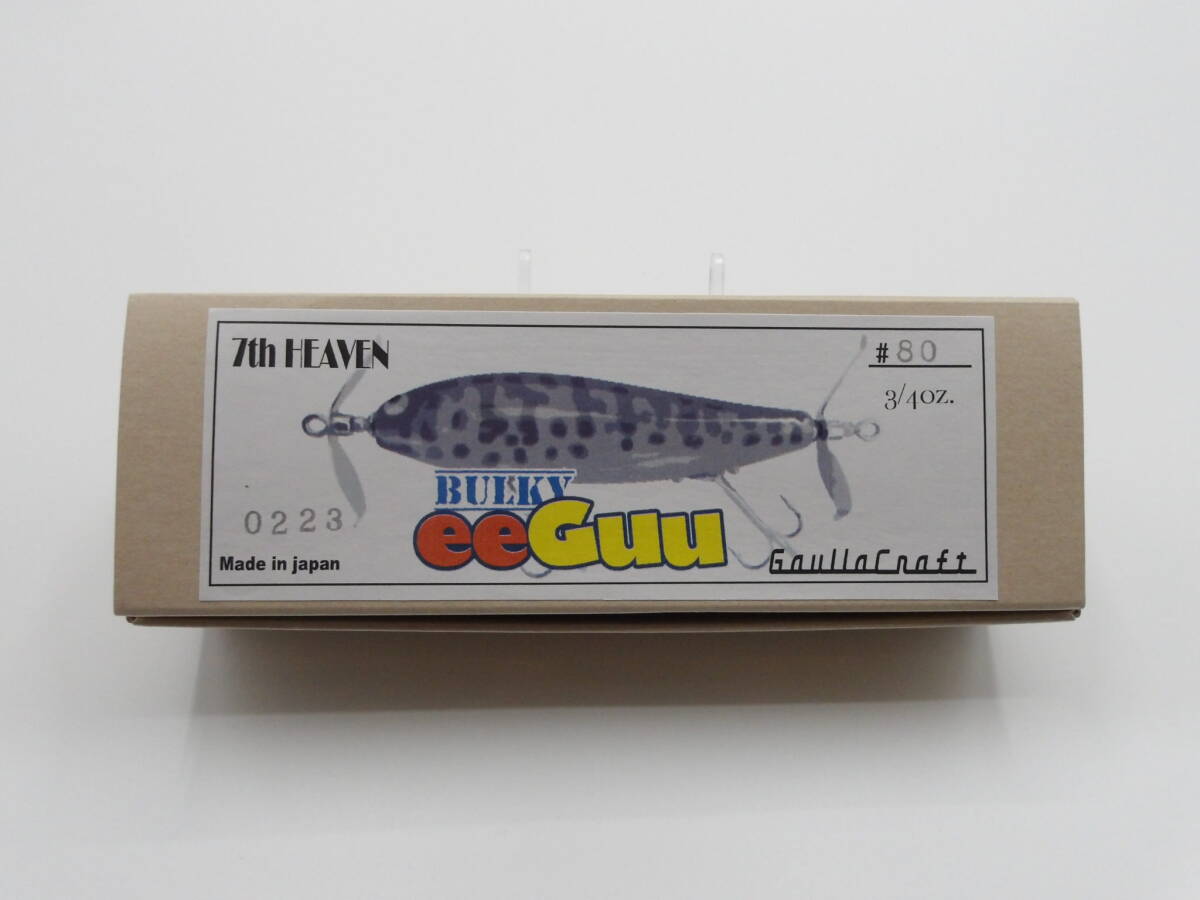 7th HEAVEN
#80
3/4oz.
BULKY
eeGuu
0223
Made in japan
GaullaCraft